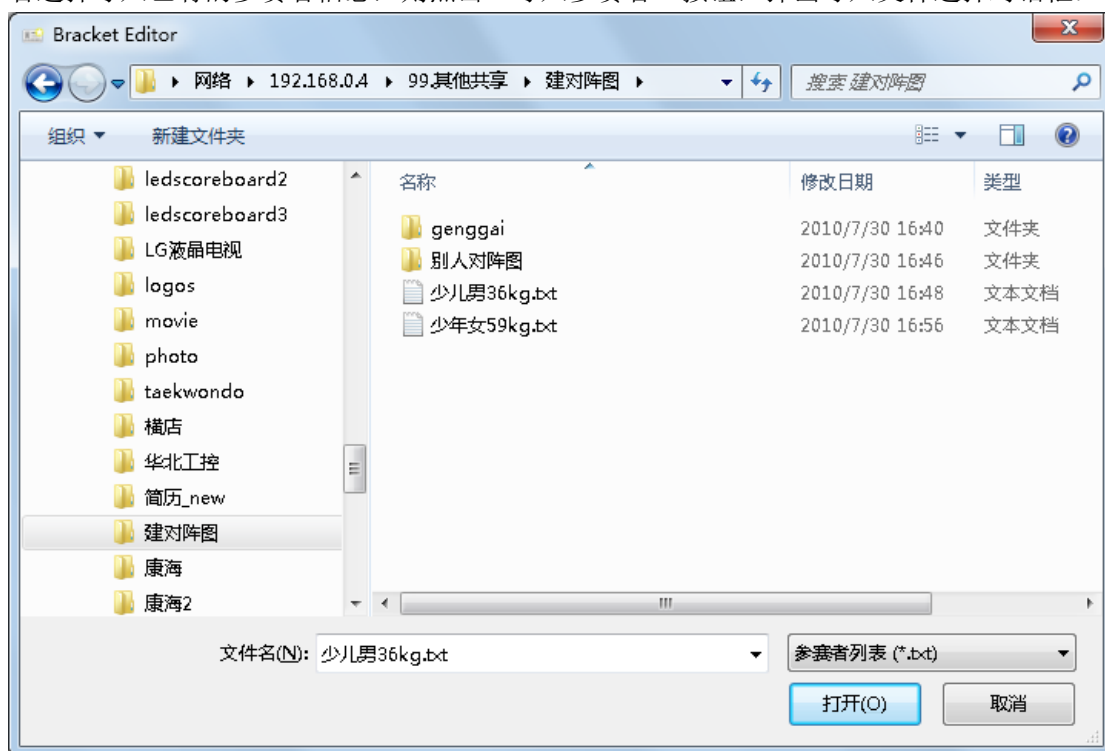 Bracket Editor
网络 ▸ 192.168.0.4 ▸ 99.其他共享 ▸ 建对阵图 ▸
搜索 建对阵图
组织 新建文件夹
ledscoreboard2
ledscoreboard3
LG液晶电视
logos
movie
photo
taekwondo
横店
华北工控
简历_new
建对阵图
康海
康海2
名称 修改日期 类型
genggai 2010/7/30 16:40 文件夹
别人对阵图 2010/7/30 16:46 文件夹
少儿男36kg.txt 2010/7/30 16:48 文本文档
少年女59kg.txt 2010/7/30 16:56 文本文档
文件名(N): 少儿男36kg.txt 参赛者列表 (*.txt)
打开(O) 取消